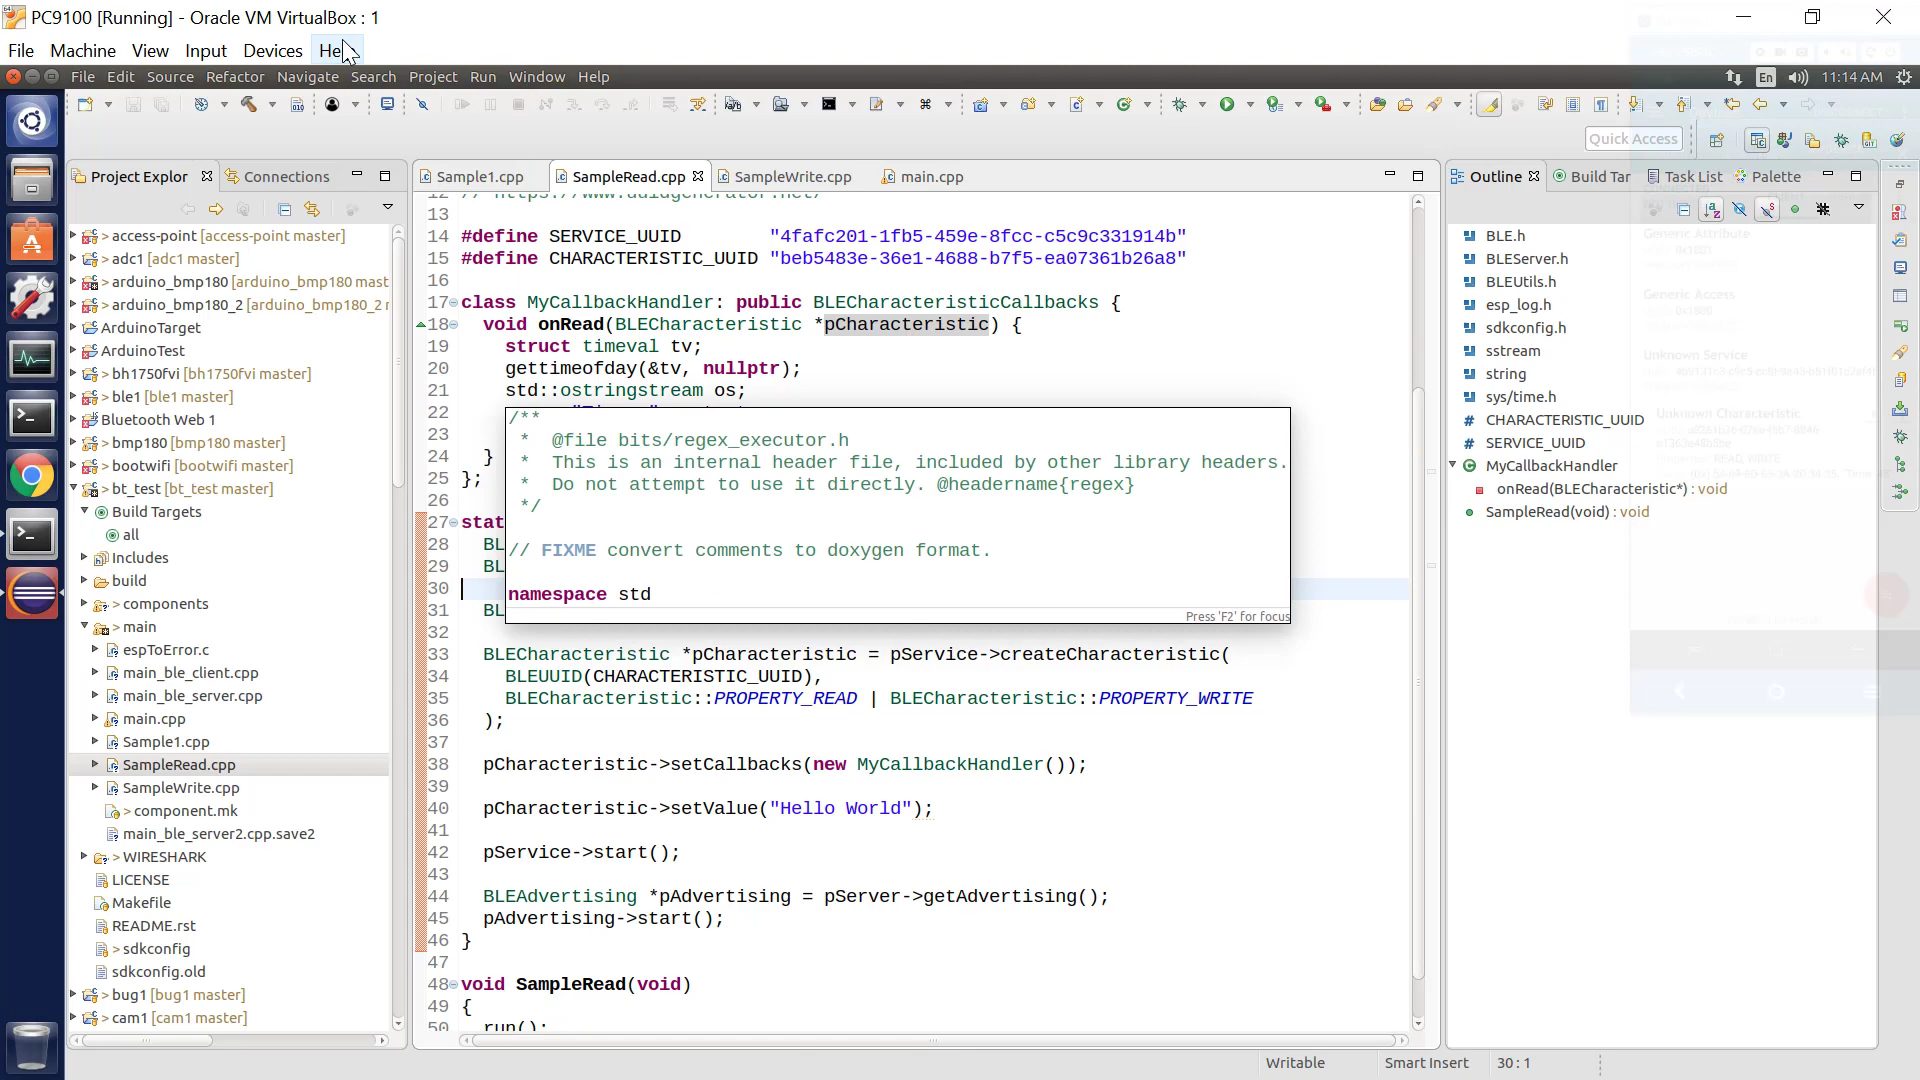 PC9100 [Running] - Oracle VM VirtualBox : 1
File Machine View Input Devices Help
File Edit Source Refactor Navigate Search Project Run Window Help
En 11:14 AM
Quick Access
Project Explor
Connections
> access-point [access-point master]
> adc1 [adc1 master]
> arduino_bmp180 [arduino_bmp180 mast
> arduino_bmp180_2 [arduino_bmp180_2 r
ArduinoTarget
ArduinoTest
> bh1750fvi [bh1750fvi master]
> ble1 [ble1 master]
Bluetooth Web 1
> bmp180 [bmp180 master]
> bootwifi [bootwifi master]
> bt_test [bt_test master]
Build Targets
all
Includes
build
> components
> main
espToError.c
main_ble_client.cpp
main_ble_server.cpp
main.cpp
Sample1.cpp
SampleRead.cpp
SampleWrite.cpp
> component.mk
main_ble_server2.cpp.save2
> WIRESHARK
LICENSE
Makefile
README.rst
> sdkconfig
sdkconfig.old
> bug1 [bug1 master]
> cam1 [cam1 master]
Sample1.cpp
SampleRead.cpp
SampleWrite.cpp
main.cpp
12 // https://www.uuidgenerator.net/
13
14 #define SERVICE_UUID "4fafc201-1fb5-459e-8fcc-c5c9c331914b"
15 #define CHARACTERISTIC_UUID "beb5483e-36e1-4688-b7f5-ea07361b26a8"
16
17 class MyCallbackHandler: public BLECharacteristicCallbacks {
18 void onRead(BLECharacteristic *pCharacteristic) {
19 struct timeval tv;
20 gettimeofday(&tv, nullptr);
21 std::ostringstream os;
22
23
24 }
25 };
26
27 stat
28 BL
29 BL
30
31 BL
32
33 BLECharacteristic *pCharacteristic = pService->createCharacteristic(
34 BLEUUID(CHARACTERISTIC_UUID),
35 BLECharacteristic::PROPERTY_READ | BLECharacteristic::PROPERTY_WRITE
36 );
37
38 pCharacteristic->setCallbacks(new MyCallbackHandler());
39
40 pCharacteristic->setValue("Hello World");
41
42 pService->start();
43
44 BLEAdvertising *pAdvertising = pServer->getAdvertising();
45 pAdvertising->start();
46 }
47
48 void SampleRead(void)
49 {
50 run();
/**
* @file bits/regex_executor.h
* This is an internal header file, included by other library headers.
* Do not attempt to use it directly. @headername{regex}
*/
// FIXME convert comments to doxygen format.
namespace std
Press 'F2' for focus
Outline
Build Tar
Task List
Palette
BLE.h
BLEServer.h
BLEUtils.h
esp_log.h
sdkconfig.h
sstream
string
sys/time.h
CHARACTERISTIC_UUID
SERVICE_UUID
MyCallbackHandler
onRead(BLECharacteristic*) : void
SampleRead(void) : void
Generic Attribute
Generic Access
Unknown Service
Unknown Characteristic
Writable
Smart Insert
30 : 1